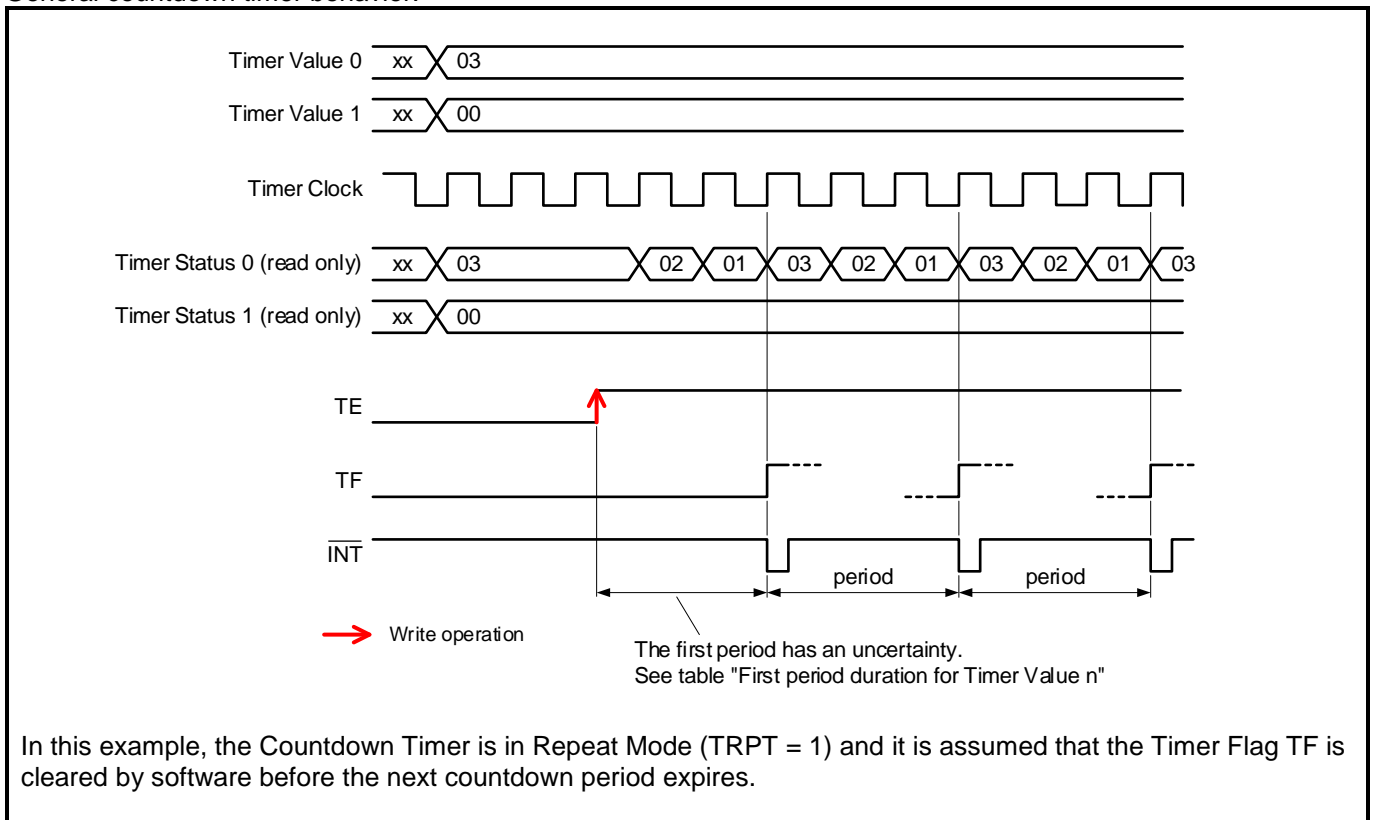 General countdown timer behavior:
Timer Value 0 xx 03
Timer Value 1 xx 00
Timer Clock
Timer Status 0 (read only) xx 03 02 01 03 02 01 03 02 01 03
Timer Status 1 (read only) xx 00
TE
TF
INT
period period
Write operation
The first period has an uncertainty.
See table "First period duration for Timer Value n"
In this example, the Countdown Timer is in Repeat Mode (TRPT = 1) and it is assumed that the Timer Flag TF is
cleared by software before the next countdown period expires.